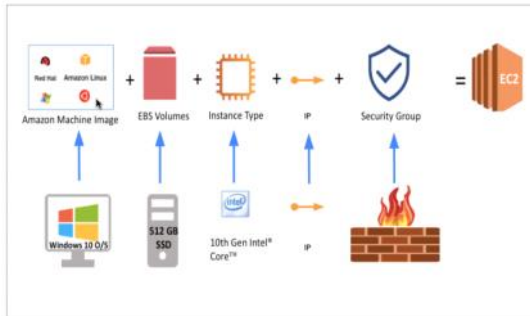 Red Hat Amazon Linux
Amazon Machine Image
+
EBS Volumes
+
Instance Type
+
IP
+
Security Group
=
EC2
Windows 10 O/S
512 GB
SSD
intel
10th Gen Intel®
Core™
IP